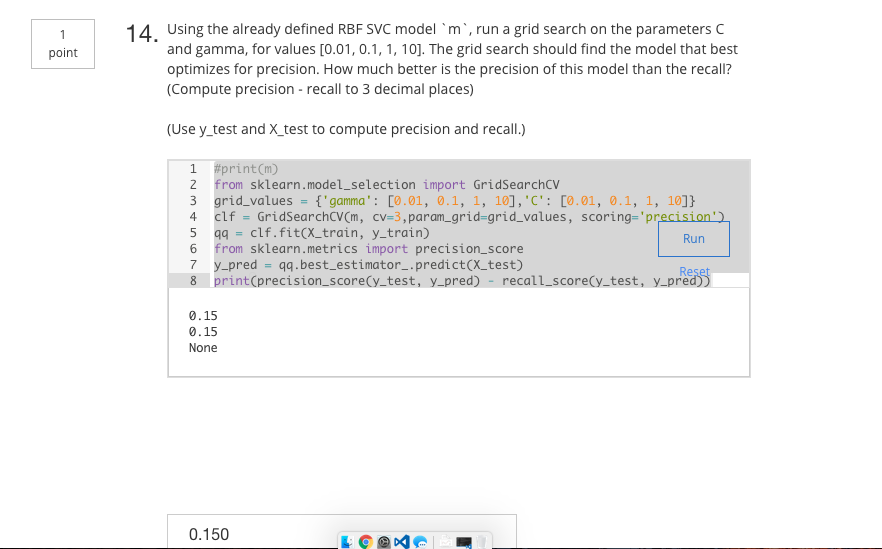 1
point
14.
Using the already defined RBF SVC model `m`, run a grid search on the parameters C
and gamma, for values [0.01, 0.1, 1, 10]. The grid search should find the model that best
optimizes for precision. How much better is the precision of this model than the recall?
(Compute precision - recall to 3 decimal places)
(Use y_test and X_test to compute precision and recall.)
1 #print(m)
2 from sklearn.model_selection import GridSearchCV
3 grid_values = {'gamma': [0.01, 0.1, 1, 10],'C': [0.01, 0.1, 1, 10]}
4 clf = GridSearchCV(m, cv=3,param_grid=grid_values, scoring='precision')
5 qq = clf.fit(X_train, y_train)
6 from sklearn.metrics import precision_score
7 y_pred = qq.best_estimator_.predict(X_test)
8 print(precision_score(y_test, y_pred) - recall_score(y_test, y_pred))
Run
Reset
0.15
0.15
None
0.150